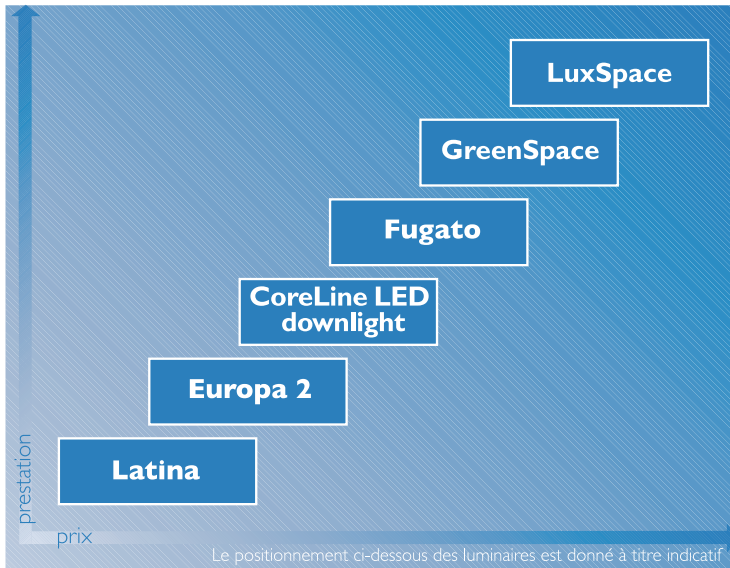 LuxSpace
GreenSpace
Fugato
CoreLine LED
downlight
Europa 2
Latina
prestation
prix
Le positionnement ci-dessous des luminaires est donné à titre indicatif